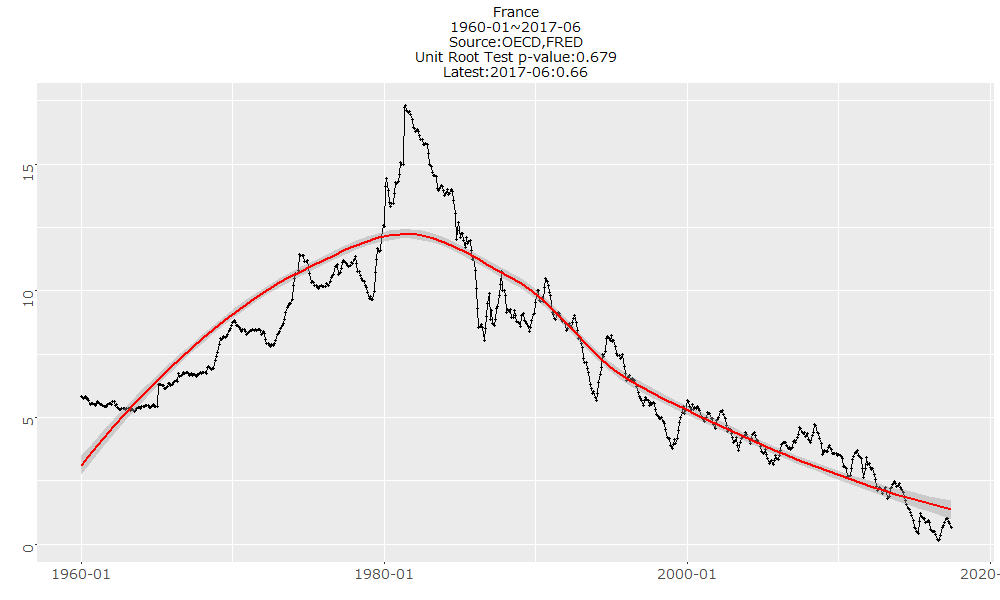 France
1960-01~2017-06
Source:OECD,FRED
Unit Root Test p-value:0.679
Latest:2017-06:0.66
15
10
5
0
1960-01
1980-01
2000-01
2020-